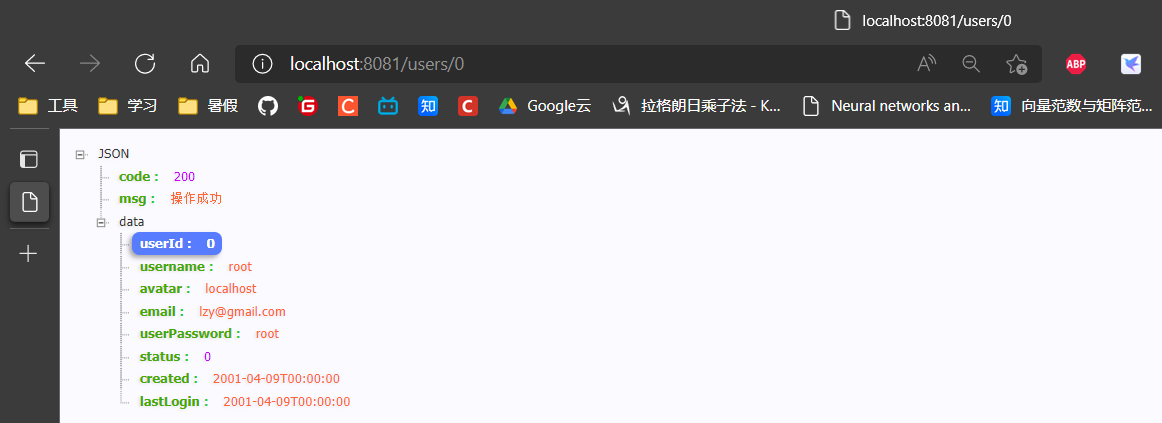 localhost:8081/users/0
localhost:8081/users/0
ABP
工具 学习 暑假 G C 知 C Google云 拉格朗日乘子法 - K... Neural networks an... 知 向量范数与矩阵范...
JSON
code : 200
msg : 操作成功
data
userId : 0
username : root
avatar : localhost
email : lzy@gmail.com
userPassword : root
status : 0
created : 2001-04-09T00:00:00
lastLogin : 2001-04-09T00:00:00